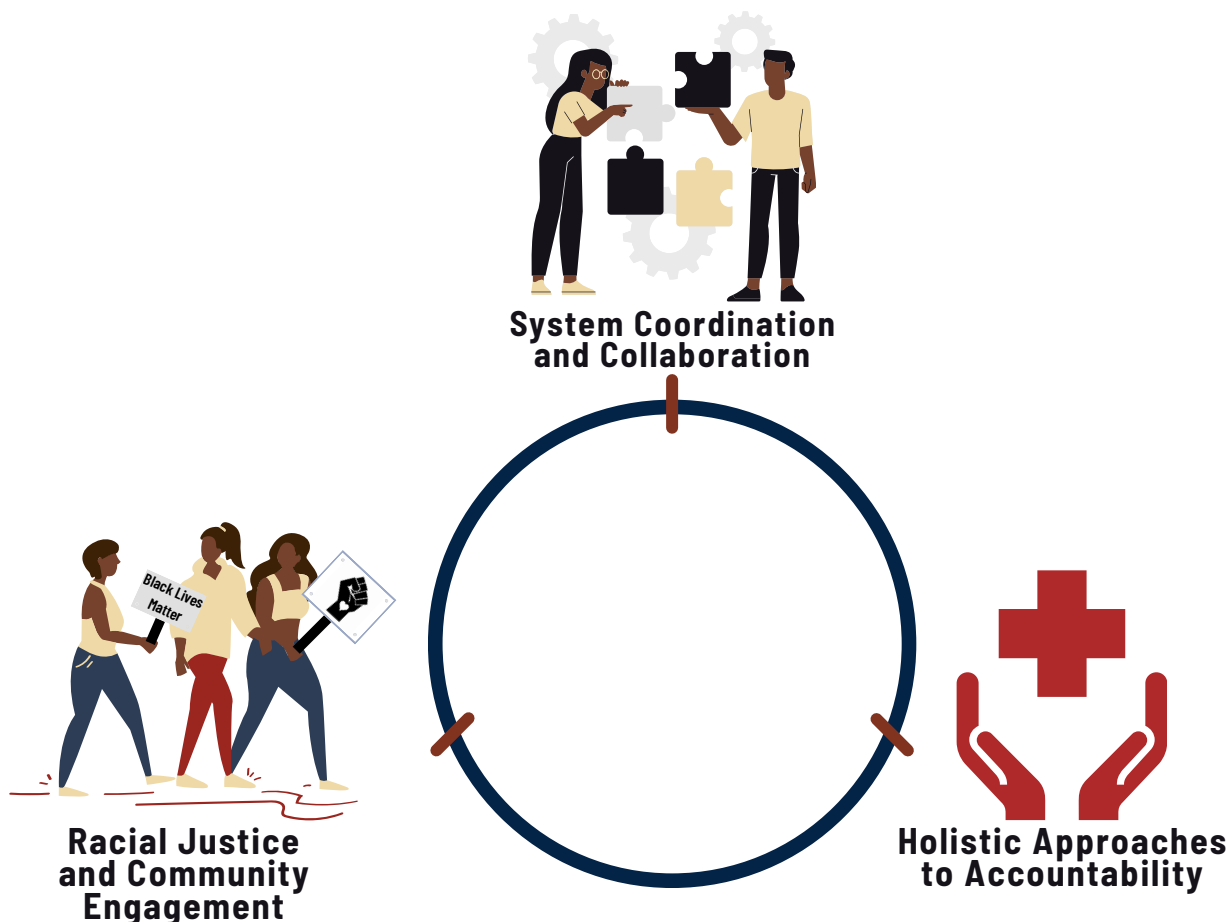 System Coordination
and Collaboration
Black Lives
Matter
Racial Justice
and Community
Engagement
Holistic Approaches
to Accountability